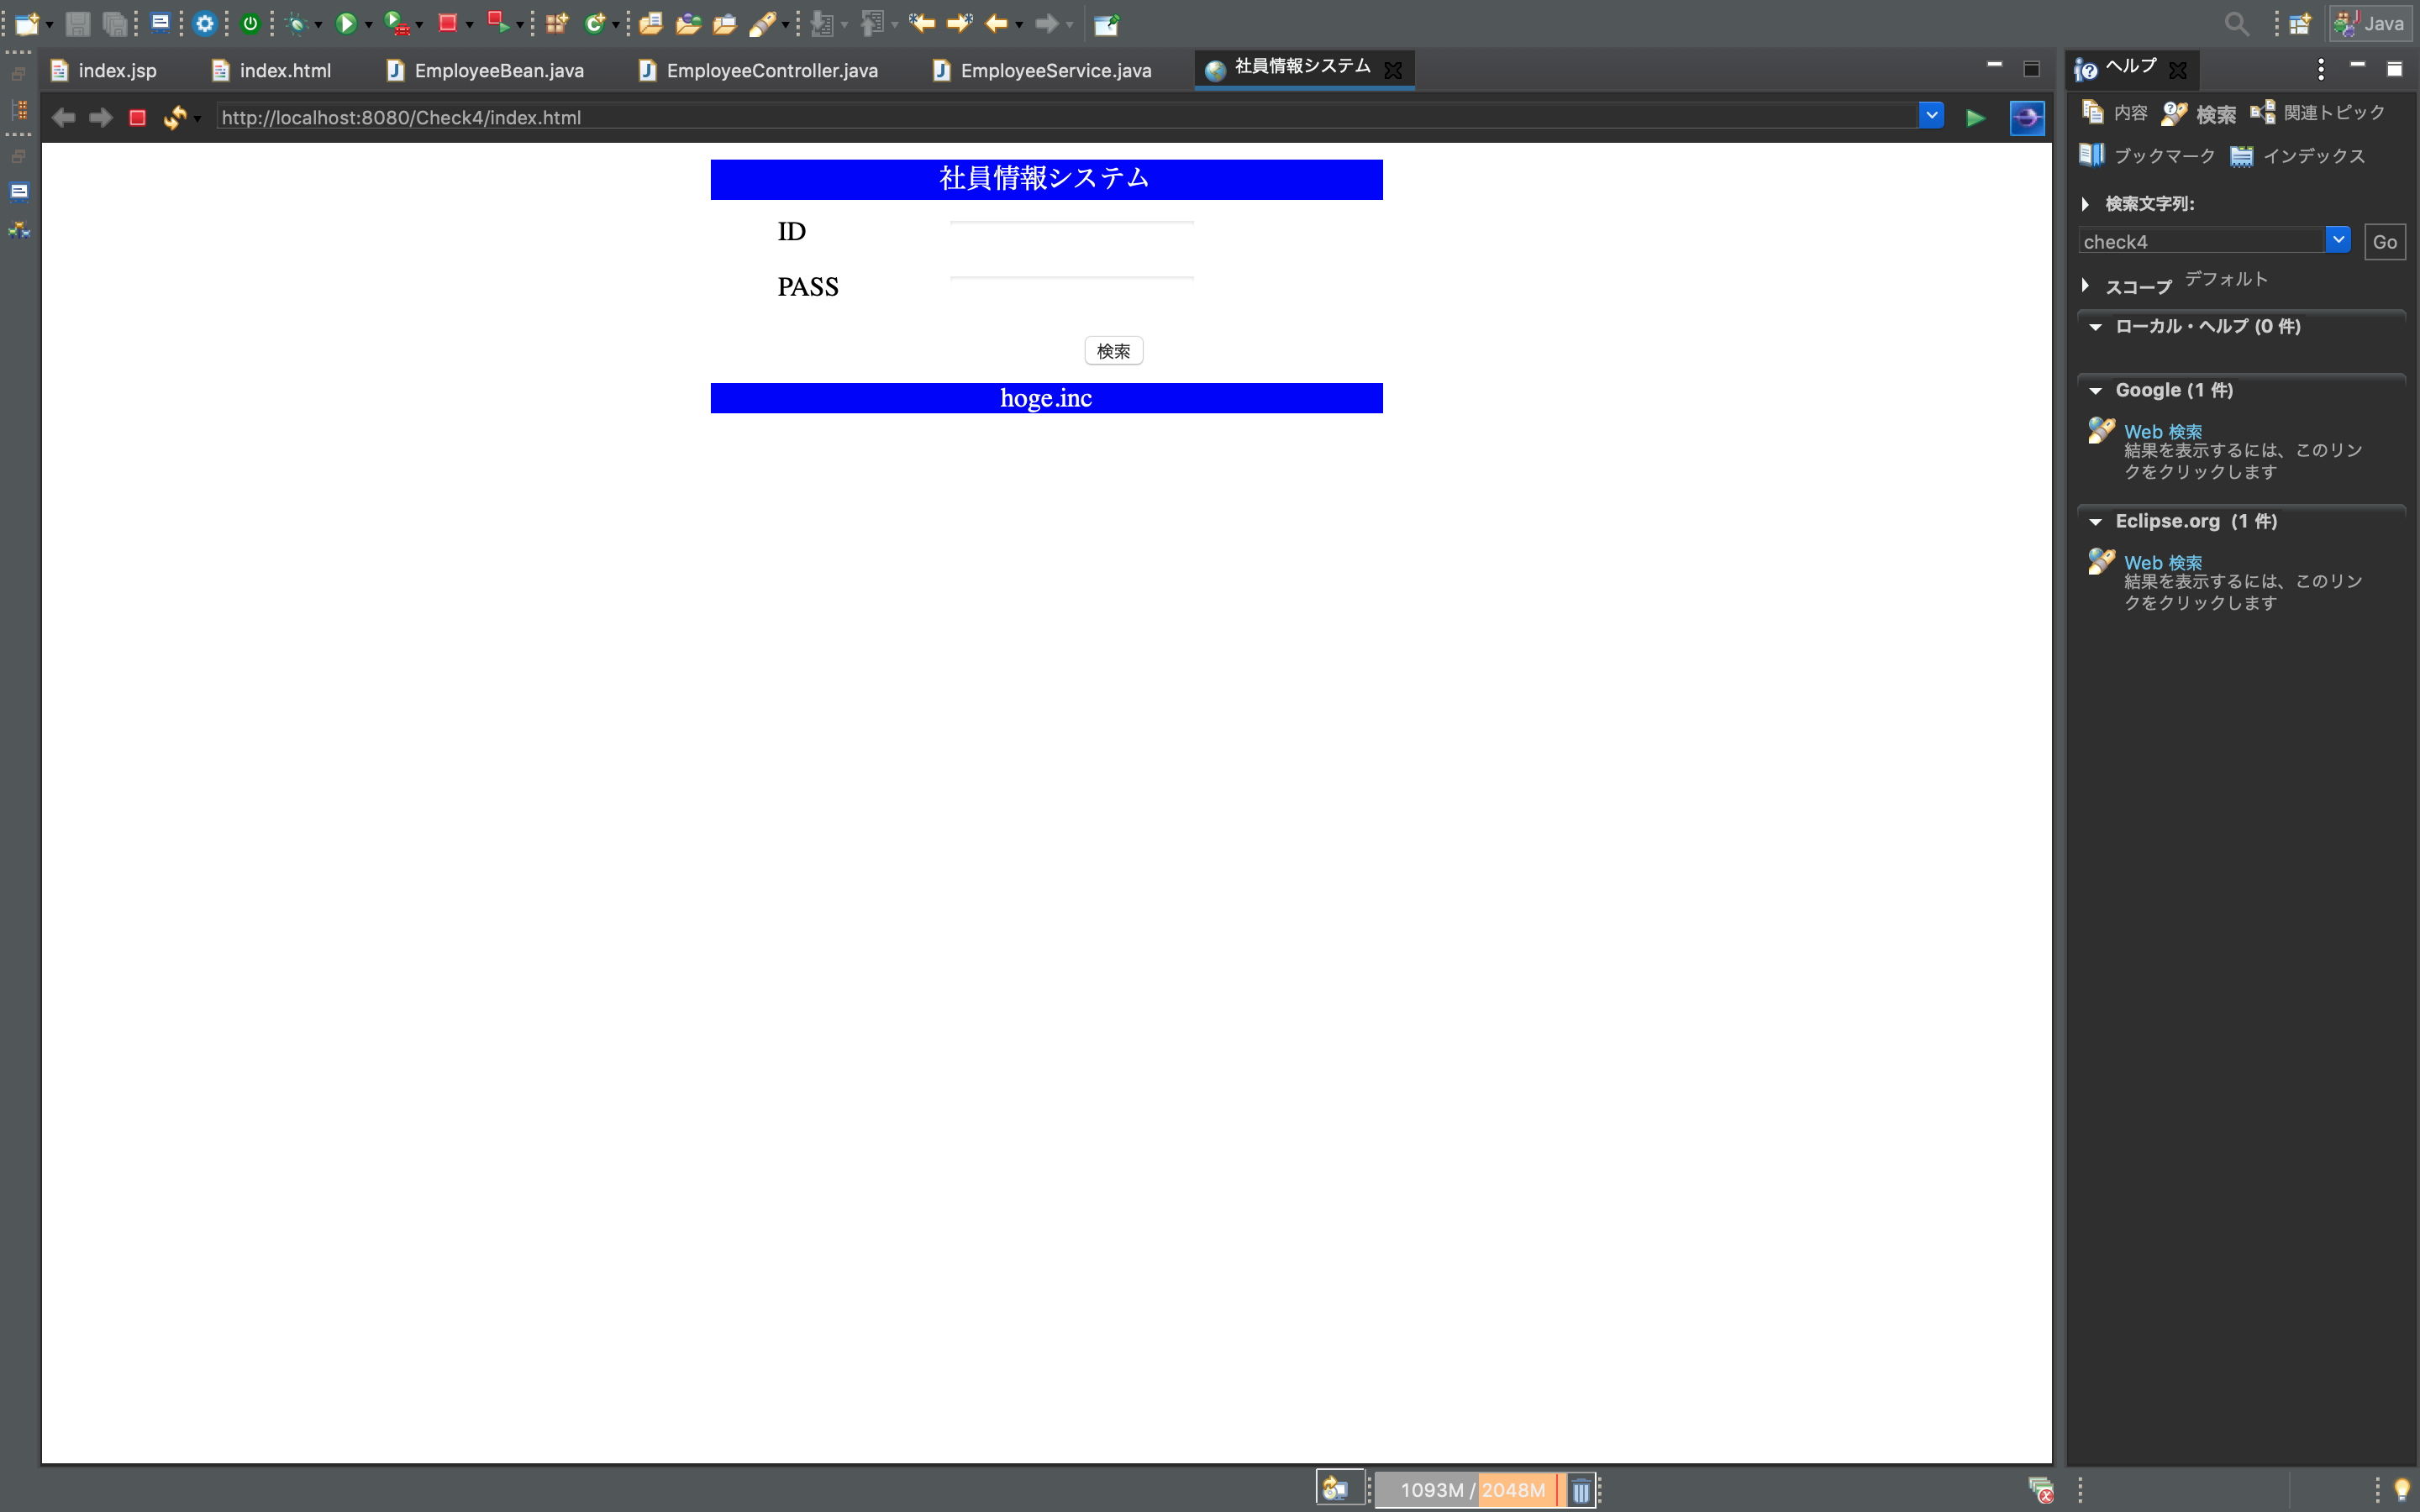 Java
index.jsp
index.html
EmployeeBean.java
EmployeeController.java
EmployeeService.java
社員情報システム
ヘルプ
http://localhost:8080/Check4/index.html
内容 検索 関連トピック
ブックマーク インデックス
検索文字列:
check4
Go
スコープ デフォルト
ローカル・ヘルプ (0 件)
Google (1 件)
Web 検索
結果を表示するには、このリン
クをクリックします
Eclipse.org (1 件)
Web 検索
結果を表示するには、このリン
クをクリックします
社員情報システム
ID
PASS
検索
hoge.inc
1093M / 2048M